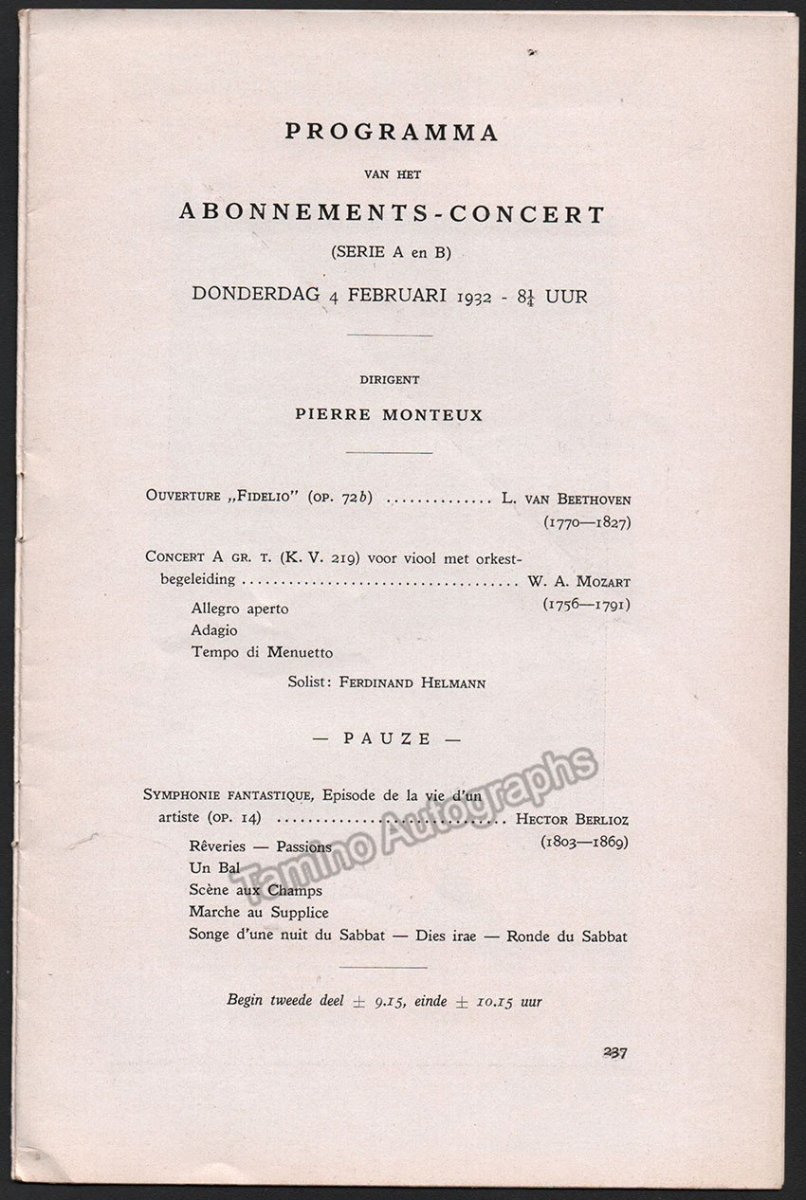 PROGRAMMA
VAN HET
ABONNEMENTS-CONCERT
(SERIE A en B)
DONDERDAG 4 FEBRUARI 1932 - 8¼ UUR
DIRIGENT
PIERRE MONTEUX
OUVERTURE „FIDELIO" (OP. 72b) .............. L. VAN BEETHOVEN
(1770—1827)
CONCERT A GR. T. (K. V. 219) voor viool met orkest-
begeleiding .................................... W. A. MOZART
Allegro aperto (1756—1791)
Adagio
Tempo di Menuetto
Solist: FERDINAND HELMANN
— PAUZE —
SYMPHONIE FANTASTIQUE, Episode de la vie d'un
artiste (OP. 14) .............................. HECTOR BERLIOZ
Rêveries — Passions (1803—1869)
Un Bal
Scène aux Champs
Marche au Supplice
Songe d'une nuit du Sabbat — Dies irae — Ronde du Sabbat
Begin tweede deel ± 9.15, einde ± 10.15 uur
237
Tamino Autographs